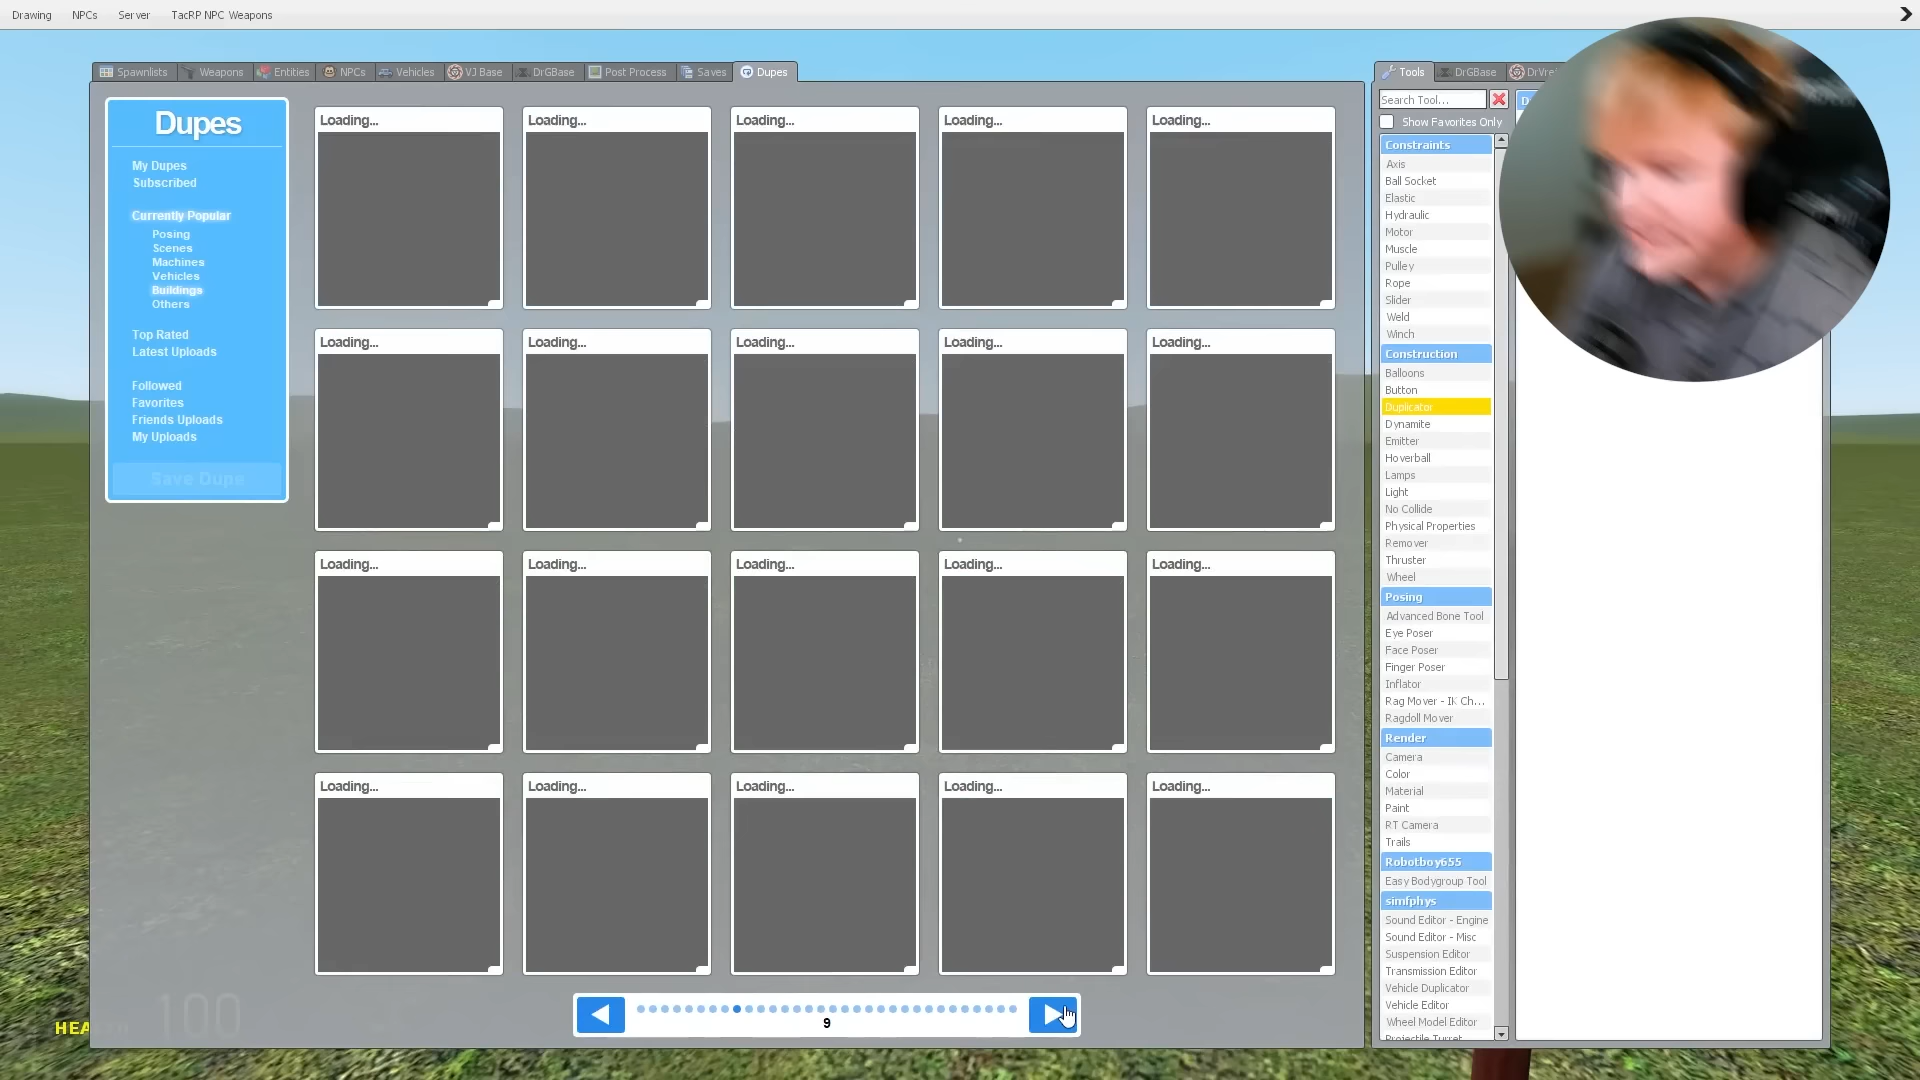 Drawing NPCs Server TacRP NPC Weapons
Spawnlists Weapons Entities NPCs Vehicles VJ Base DrGBase Post Process Saves Dupes
Dupes
My Dupes
Subscribed
Currently Popular
Posing
Scenes
Machines
Vehicles
Buildings
Others
Top Rated
Latest Uploads
Followed
Favorites
Friends Uploads
My Uploads
Save Dupe
Loading... Loading... Loading... Loading... Loading...
Loading... Loading... Loading... Loading... Loading...
Loading... Loading... Loading... Loading... Loading...
Loading... Loading... Loading... Loading... Loading...
9
100
Tools DrGBase
Search Tool...
Show Favorites Only
Constraints
Axis
Ball Socket
Elastic
Hydraulic
Motor
Muscle
Pulley
Rope
Slider
Weld
Winch
Construction
Balloons
Button
Duplicator
Dynamite
Emitter
Hoverball
Lamps
Light
No Collide
Physical Properties
Remover
Thruster
Wheel
Posing
Advanced Bone Tool
Eye Poser
Face Poser
Finger Poser
Inflator
Rag Mover - IK Ch...
Ragdoll Mover
Render
Camera
Color
Material
Paint
RT Camera
Trails
Robotboy655
Easy Bodygroup Tool
simfphys
Sound Editor - Engine
Sound Editor - Misc
Suspension Editor
Transmission Editor
Vehicle Duplicator
Vehicle Editor
Wheel Model Editor
Projectile Turret